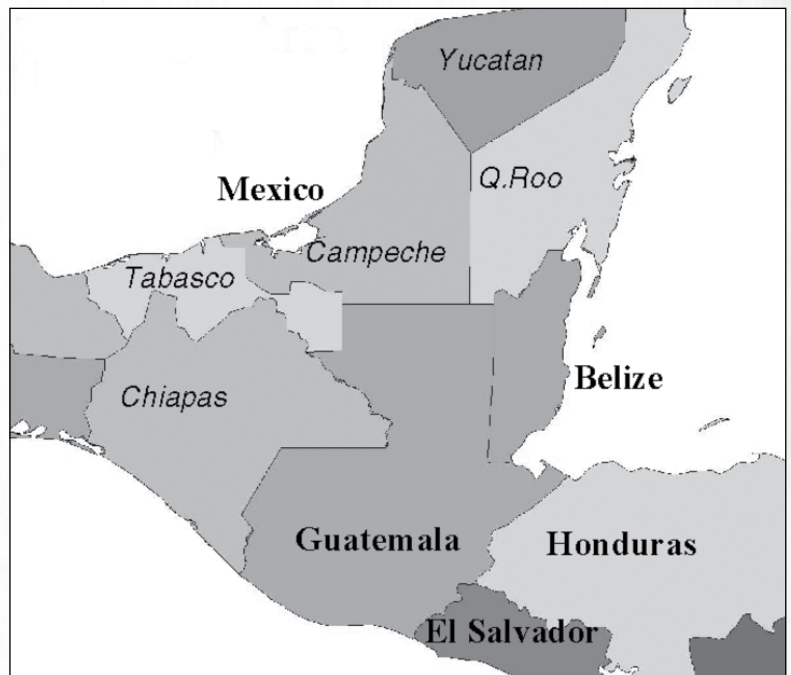 Yucatan
Q.Roo
Mexico
Campeche
Tabasco
Belize
Chiapas
Guatemala
Honduras
El Salvador